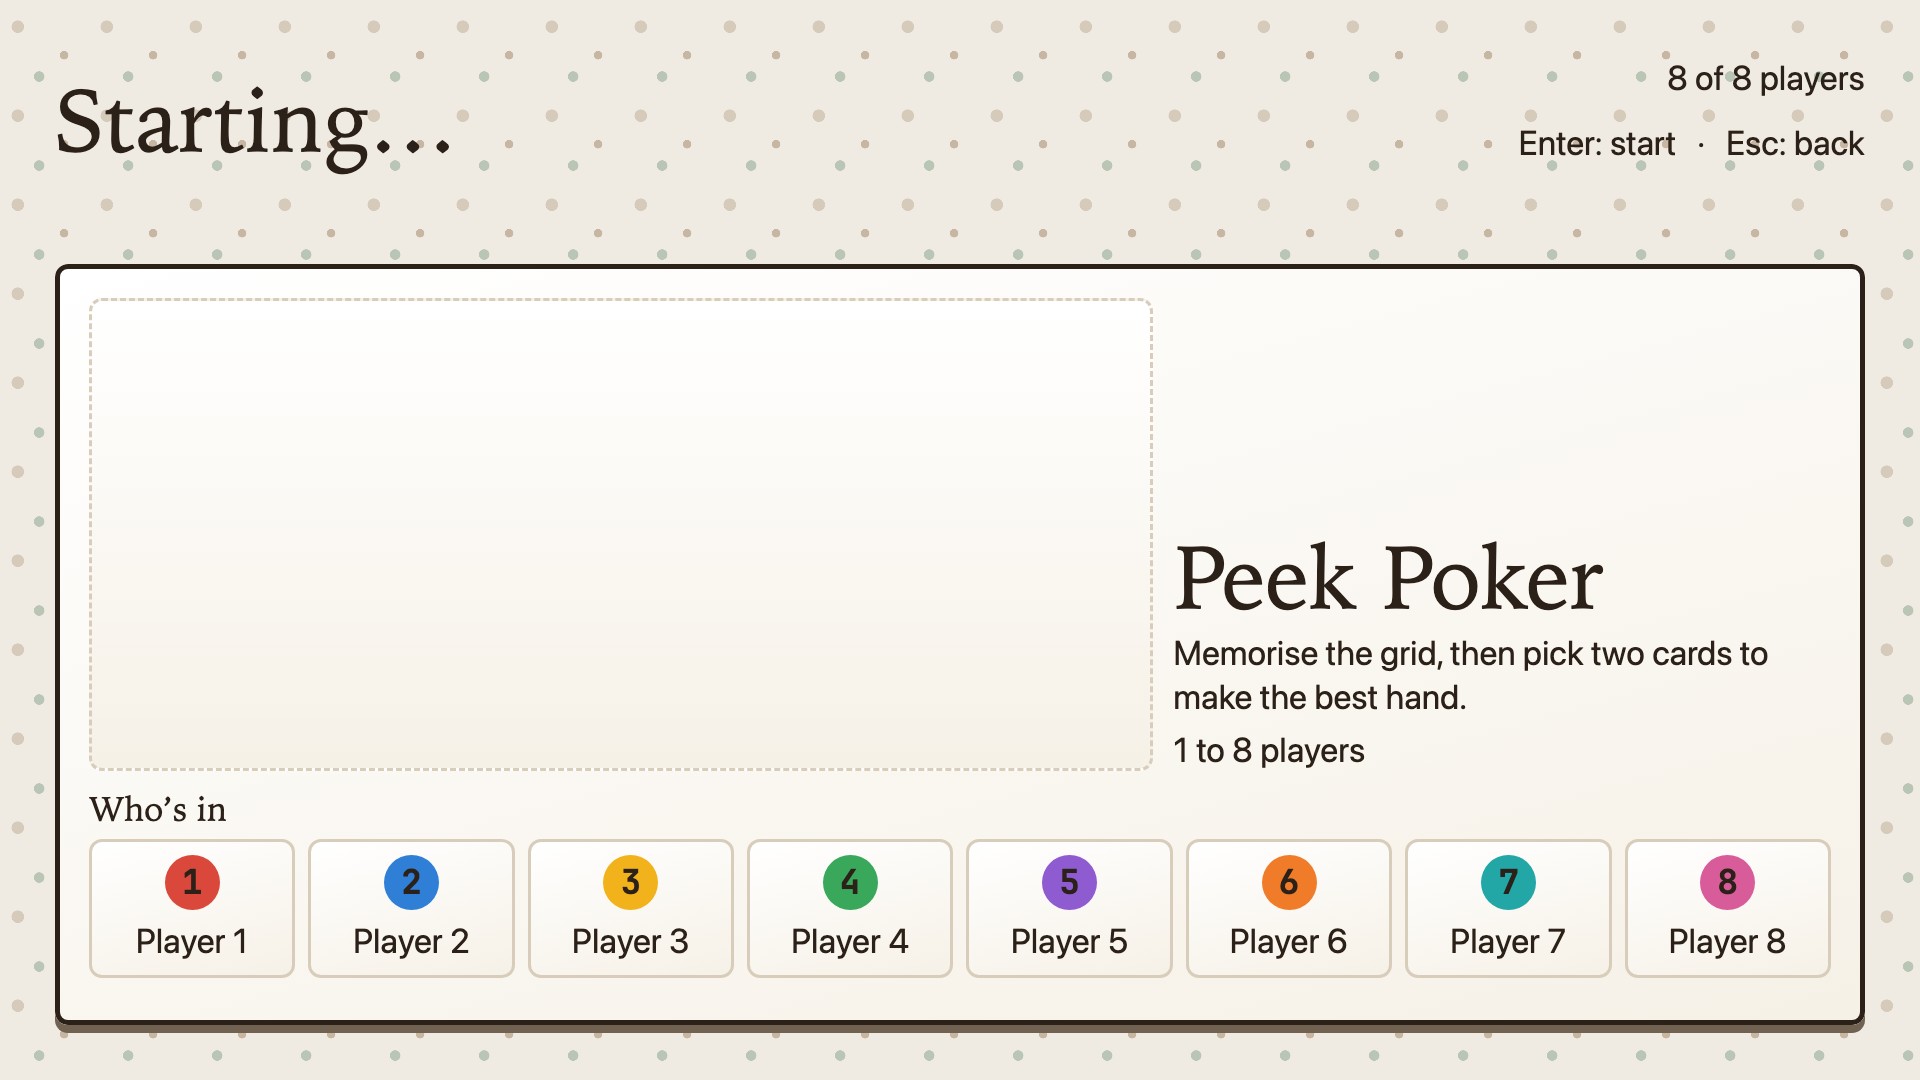 Starting...
8 of 8 players
Enter: start · Esc: back
Peek Poker
Memorise the grid, then pick two cards to
make the best hand.
1 to 8 players
Who’s in
1 2 3 4 5 6 7 8
Player 1 Player 2 Player 3 Player 4 Player 5 Player 6 Player 7 Player 8